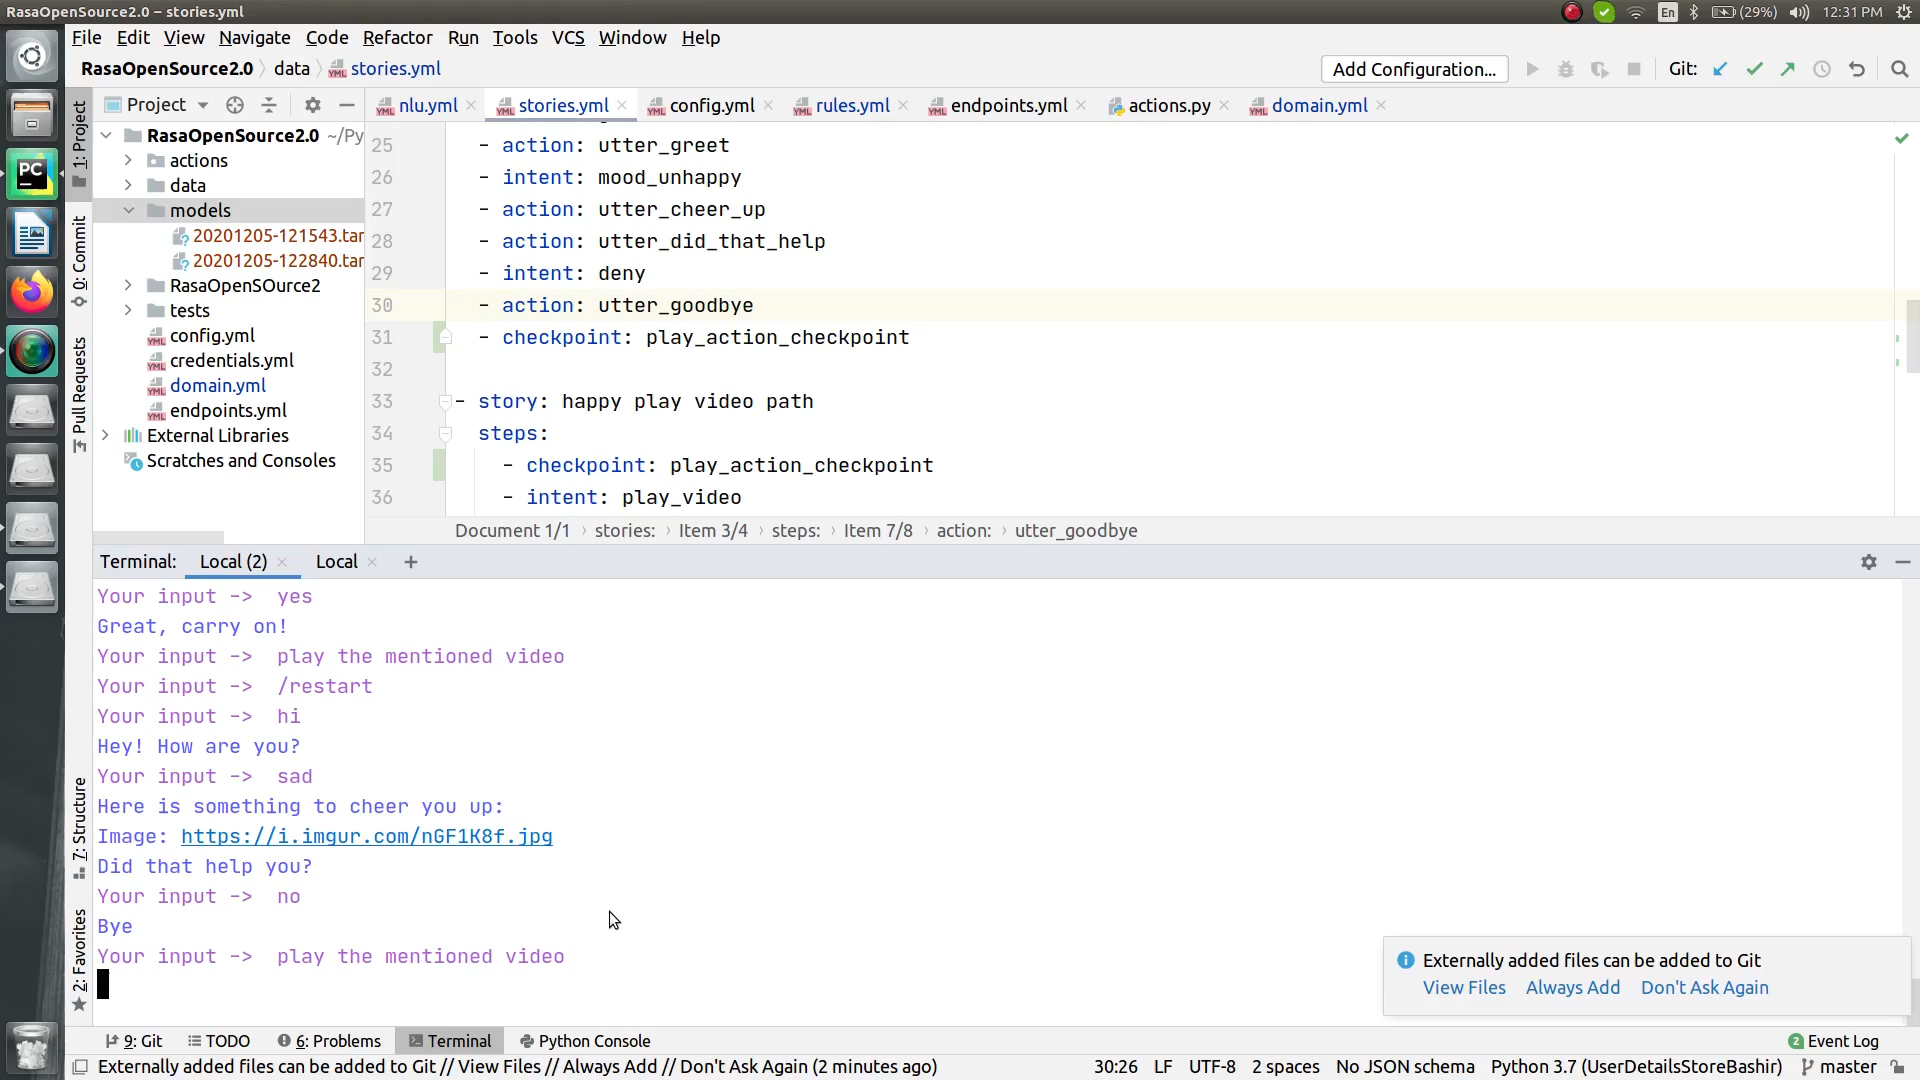 RasaOpenSource2.0 – stories.yml
En
(29%)
12:31 PM
File Edit View Navigate Code Refactor Run Tools VCS Window Help
RasaOpenSource2.0 data stories.yml
Add Configuration...
Git:
1: Project
0: Commit
Pull Requests
7: Structure
2: Favorites
PC
Project
RasaOpenSource2.0 ~/Py
actions
data
models
20201205-121543.tar
20201205-122840.tar
RasaOpenSOurce2
tests
config.yml
credentials.yml
domain.yml
endpoints.yml
External Libraries
Scratches and Consoles
nlu.yml stories.yml config.yml rules.yml endpoints.yml actions.py domain.yml
25 - action: utter_greet
26 - intent: mood_unhappy
27 - action: utter_cheer_up
28 - action: utter_did_that_help
29 - intent: deny
30 - action: utter_goodbye
31 - checkpoint: play_action_checkpoint
32
33 - story: happy play video path
34 steps:
35 - checkpoint: play_action_checkpoint
36 - intent: play_video
Document 1/1 › stories: › Item 3/4 › steps: › Item 7/8 › action: › utter_goodbye
Terminal: Local (2) Local
Your input -> yes
Great, carry on!
Your input -> play the mentioned video
Your input -> /restart
Your input -> hi
Hey! How are you?
Your input -> sad
Here is something to cheer you up:
Image: https://i.imgur.com/nGF1K8f.jpg
Did that help you?
Your input -> no
Bye
Your input -> play the mentioned video
Externally added files can be added to Git
View Files Always Add Don't Ask Again
9: Git TODO 6: Problems Terminal Python Console
2 Event Log
Externally added files can be added to Git // View Files // Always Add // Don't Ask Again (2 minutes ago)
30:26 LF UTF-8 2 spaces No JSON schema Python 3.7 (UserDetailsStoreBashir) master